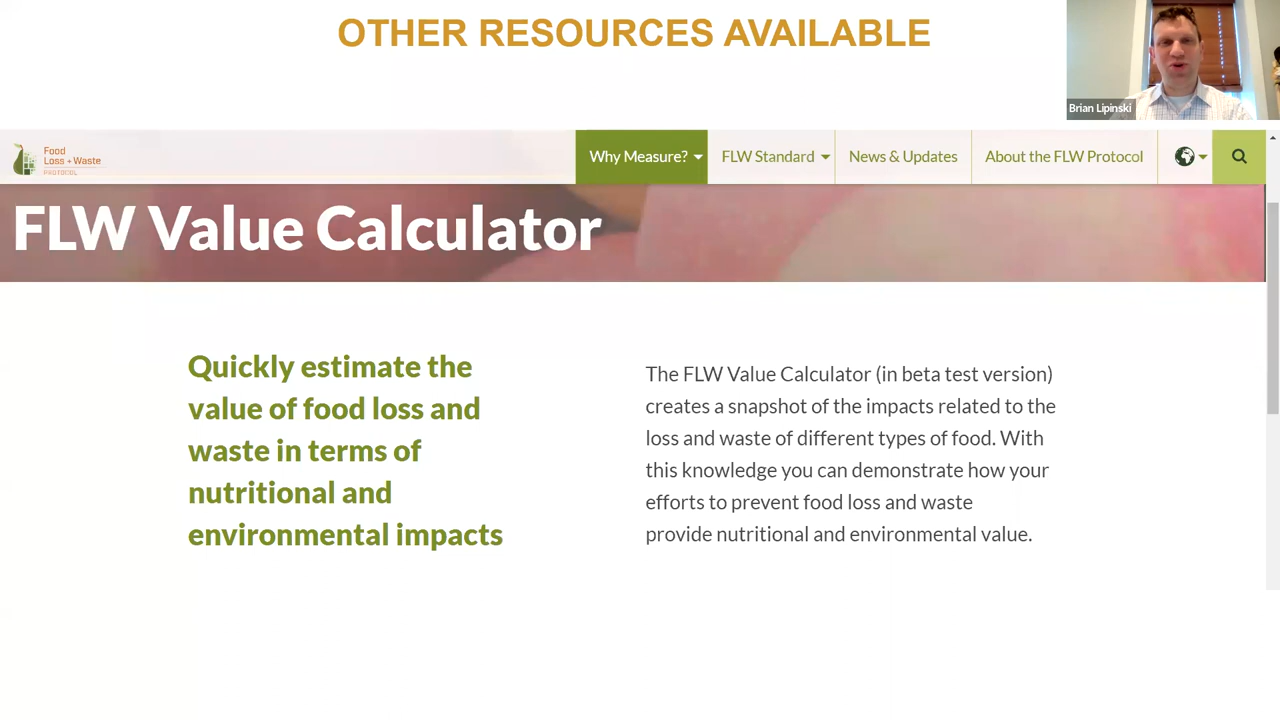 OTHER RESOURCES AVAILABLE
Brian Lipinski
Food
Loss + Waste
PROTOCOL
Why Measure?
FLW Standard
News & Updates
About the FLW Protocol
FLW Value Calculator
Quickly estimate the
value of food loss and
waste in terms of
nutritional and
environmental impacts
The FLW Value Calculator (in beta test version)
creates a snapshot of the impacts related to the
loss and waste of different types of food. With
this knowledge you can demonstrate how your
efforts to prevent food loss and waste
provide nutritional and environmental value.